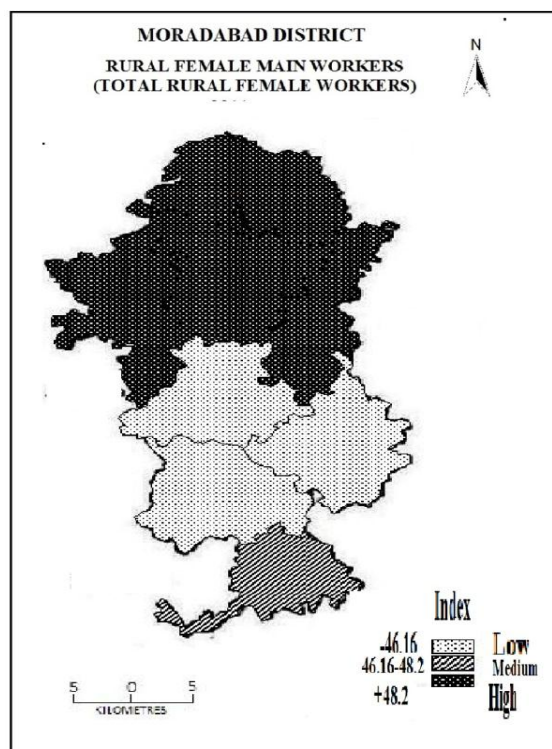 MORADABAD DISTRICT
N
RURAL FEMALE MAIN WORKERS
(TOTAL RURAL FEMALE WORKERS)
Index
-46.16 Low
46.16-48.2 Medium
+48.2 High
5 0 5
KILOMETRES